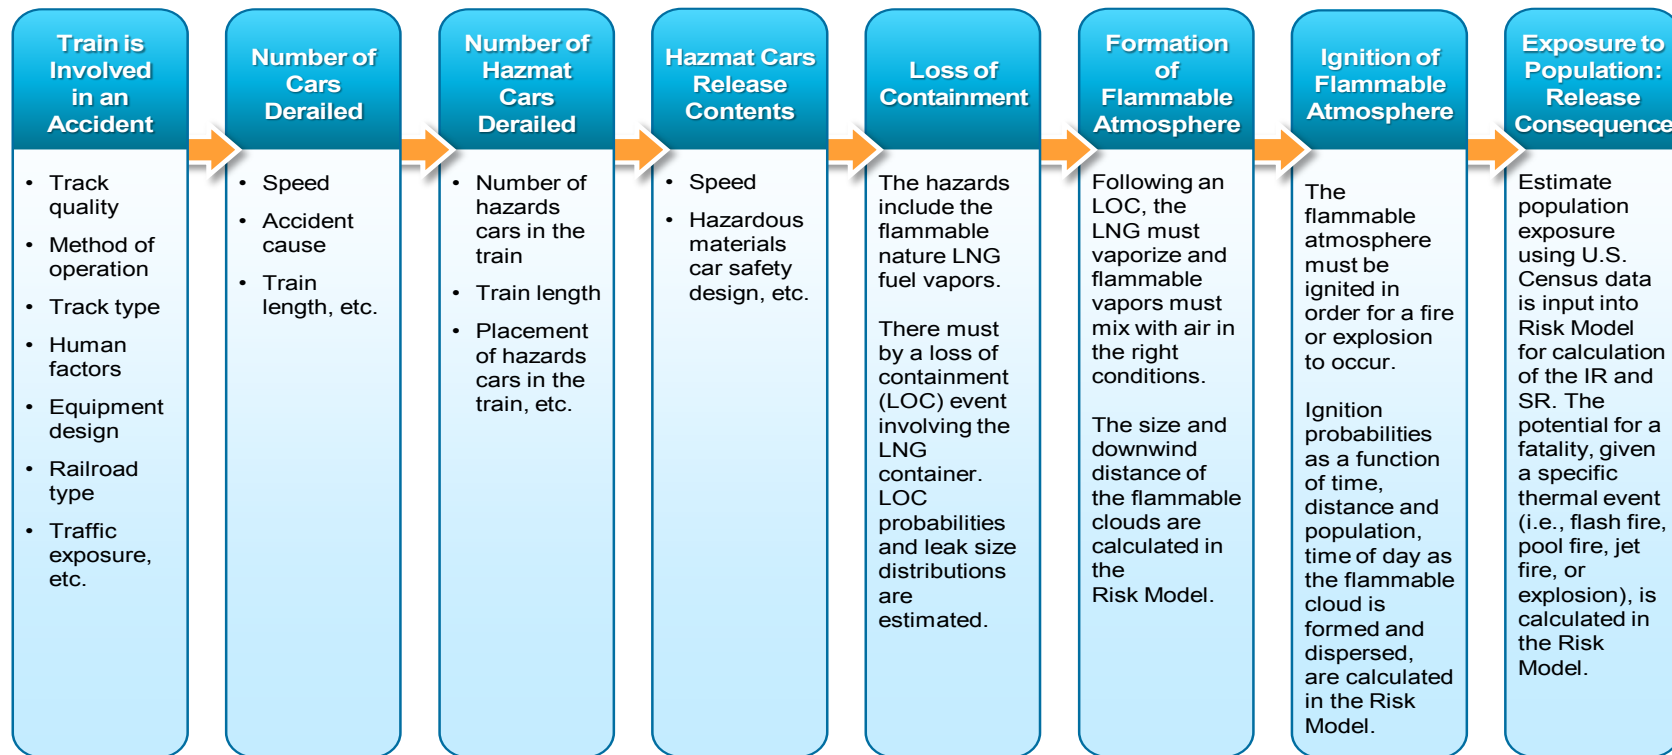 Train is
Involved
in an
Accident
• Track
quality
• Method of
operation
• Track type
• Human
factors
• Equipment
design
• Railroad
type
• Traffic
exposure,
etc.
Number of
Cars
Derailed
• Speed
• Accident
cause
• Train
length, etc.
Number of
Hazmat
Cars
Derailed
• Number of
hazards
cars in the
train
• Train length
• Placement
of hazards
cars in the
train, etc.
Hazmat Cars
Release
Contents
• Speed
• Hazardous
materials
car safety
design, etc.
Loss of
Containment
The hazards
include the
flammable
nature LNG
fuel vapors.
There must
by a loss of
containment
(LOC) event
involving the
LNG
container.
LOC
probabilities
and leak size
distributions
are
estimated.
Formation
of
Flammable
Atmosphere
Following an
LOC, the
LNG must
vaporize and
flammable
vapors must
mix with air in
the right
conditions.
The size and
downwind
distance of
the flammable
clouds are
calculated in
the
Risk Model.
Ignition of
Flammable
Atmosphere
The
flammable
atmosphere
must be
ignited in
order for a fire
or explosion
to occur.
Ignition
probabilities
as a function
of time,
distance and
population,
time of day as
the flammable
cloud is
formed and
dispersed,
are calculated
in the Risk
Model.
Exposure to
Population:
Release
Consequence
Estimate
population
exposure
using U.S.
Census data
is input into
Risk Model
for calculation
of the IR and
SR. The
potential for a
fatality, given
a specific
thermal event
(i.e., flash fire,
pool fire, jet
fire, or
explosion), is
calculated in
the Risk
Model.